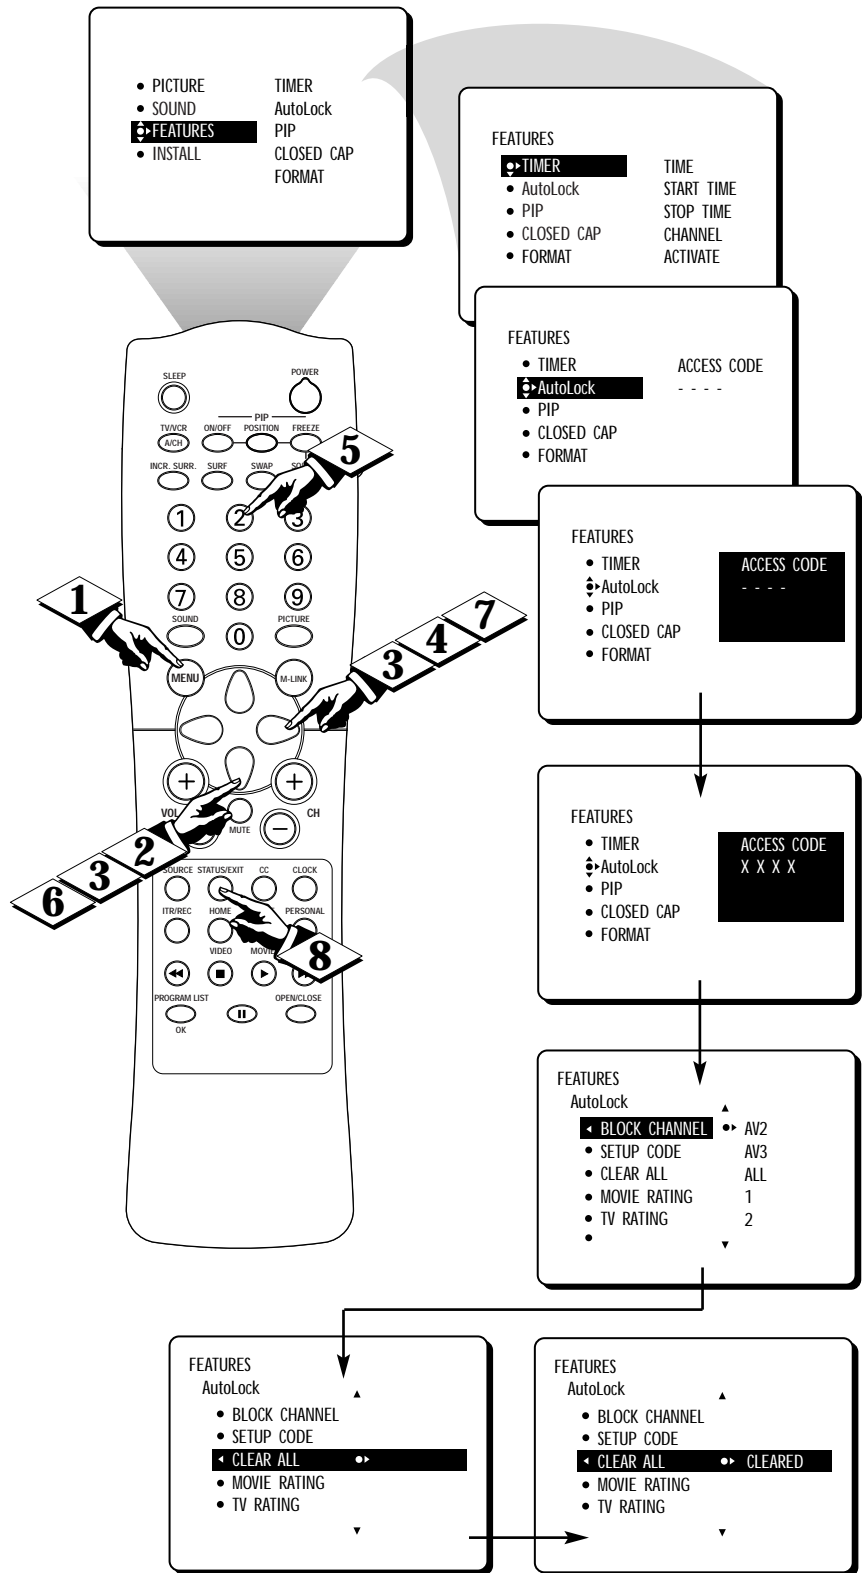 • PICTURE TIMER
• SOUND AutoLock
FEATURES PIP
• INSTALL CLOSED CAP
FORMAT
FEATURES
TIMER TIME
• AutoLock START TIME
• PIP STOP TIME
• CLOSED CAP CHANNEL
• FORMAT ACTIVATE
FEATURES
• TIMER ACCESS CODE
AutoLock - - - -
• PIP
• CLOSED CAP
• FORMAT
FEATURES
• TIMER ACCESS CODE
AutoLock - - - -
• PIP
• CLOSED CAP
• FORMAT
FEATURES
• TIMER ACCESS CODE
AutoLock X X X X
• PIP
• CLOSED CAP
• FORMAT
FEATURES
AutoLock
BLOCK CHANNEL AV2
• SETUP CODE AV3
• CLEAR ALL ALL
• MOVIE RATING 1
• TV RATING 2
•
FEATURES
AutoLock
• BLOCK CHANNEL
• SETUP CODE
CLEAR ALL
• MOVIE RATING
• TV RATING
FEATURES
AutoLock
• BLOCK CHANNEL
• SETUP CODE
CLEAR ALL CLEARED
• MOVIE RATING
• TV RATING
SLEEP POWER
PIP
TV/VCR ON/OFF POSITION FREEZE
A/CH
INCR. SURR. SURF SWAP
5
1 2 3
4 5 6
7 8 9
1
SOUND 0 PICTURE
MENU M-LINK
3 4 7
+ +
VOL MUTE CH
−
6 3 2
SOURCE STATUS/EXIT CC CLOCK
ITR/REC HOME PERSONAL
VIDEO
8
PROGRAM LIST OPEN/CLOSE
OK